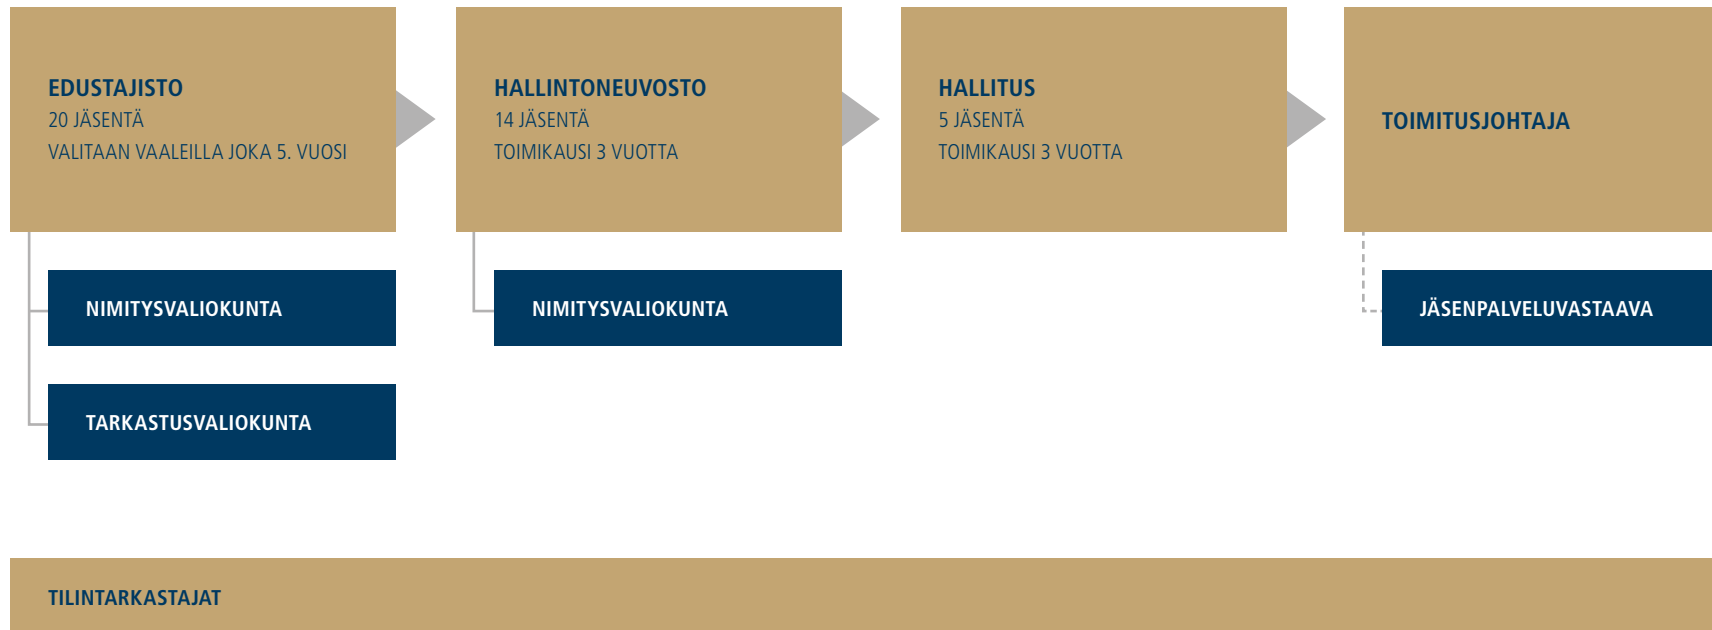 EDUSTAJISTO
20 JÄSENTÄ
VALITAAN VAALEILLA JOKA 5. VUOSI
HALLINTONEUVOSTO
14 JÄSENTÄ
TOIMIKAUSI 3 VUOTTA
HALLITUS
5 JÄSENTÄ
TOIMIKAUSI 3 VUOTTA
TOIMITUSJOHTAJA
NIMITYSVALIOKUNTA
TARKASTUSVALIOKUNTA
NIMITYSVALIOKUNTA
JÄSENPALVELUVASTAAVA
TILINTARKASTAJAT